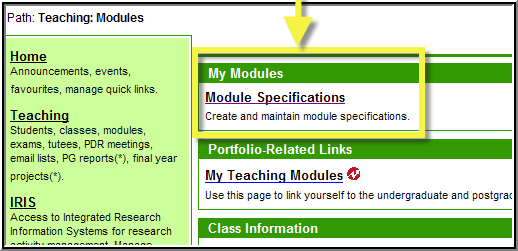 Path: Teaching: Modules
Home
Announcements, events,
favourites, manage quick links.
Teaching
Students, classes, modules,
exams, tutees, PDR meetings,
email lists, PG reports(*), final year
projects(*).
IRIS
Access to Integrated Research
Information Systems for research
activity management. Manage
My Modules
Module Specifications
Create and maintain module specifications.
Portfolio-Related Links
My Teaching Modules
Use this page to link yourself to the undergraduate and postgrad
Class Information